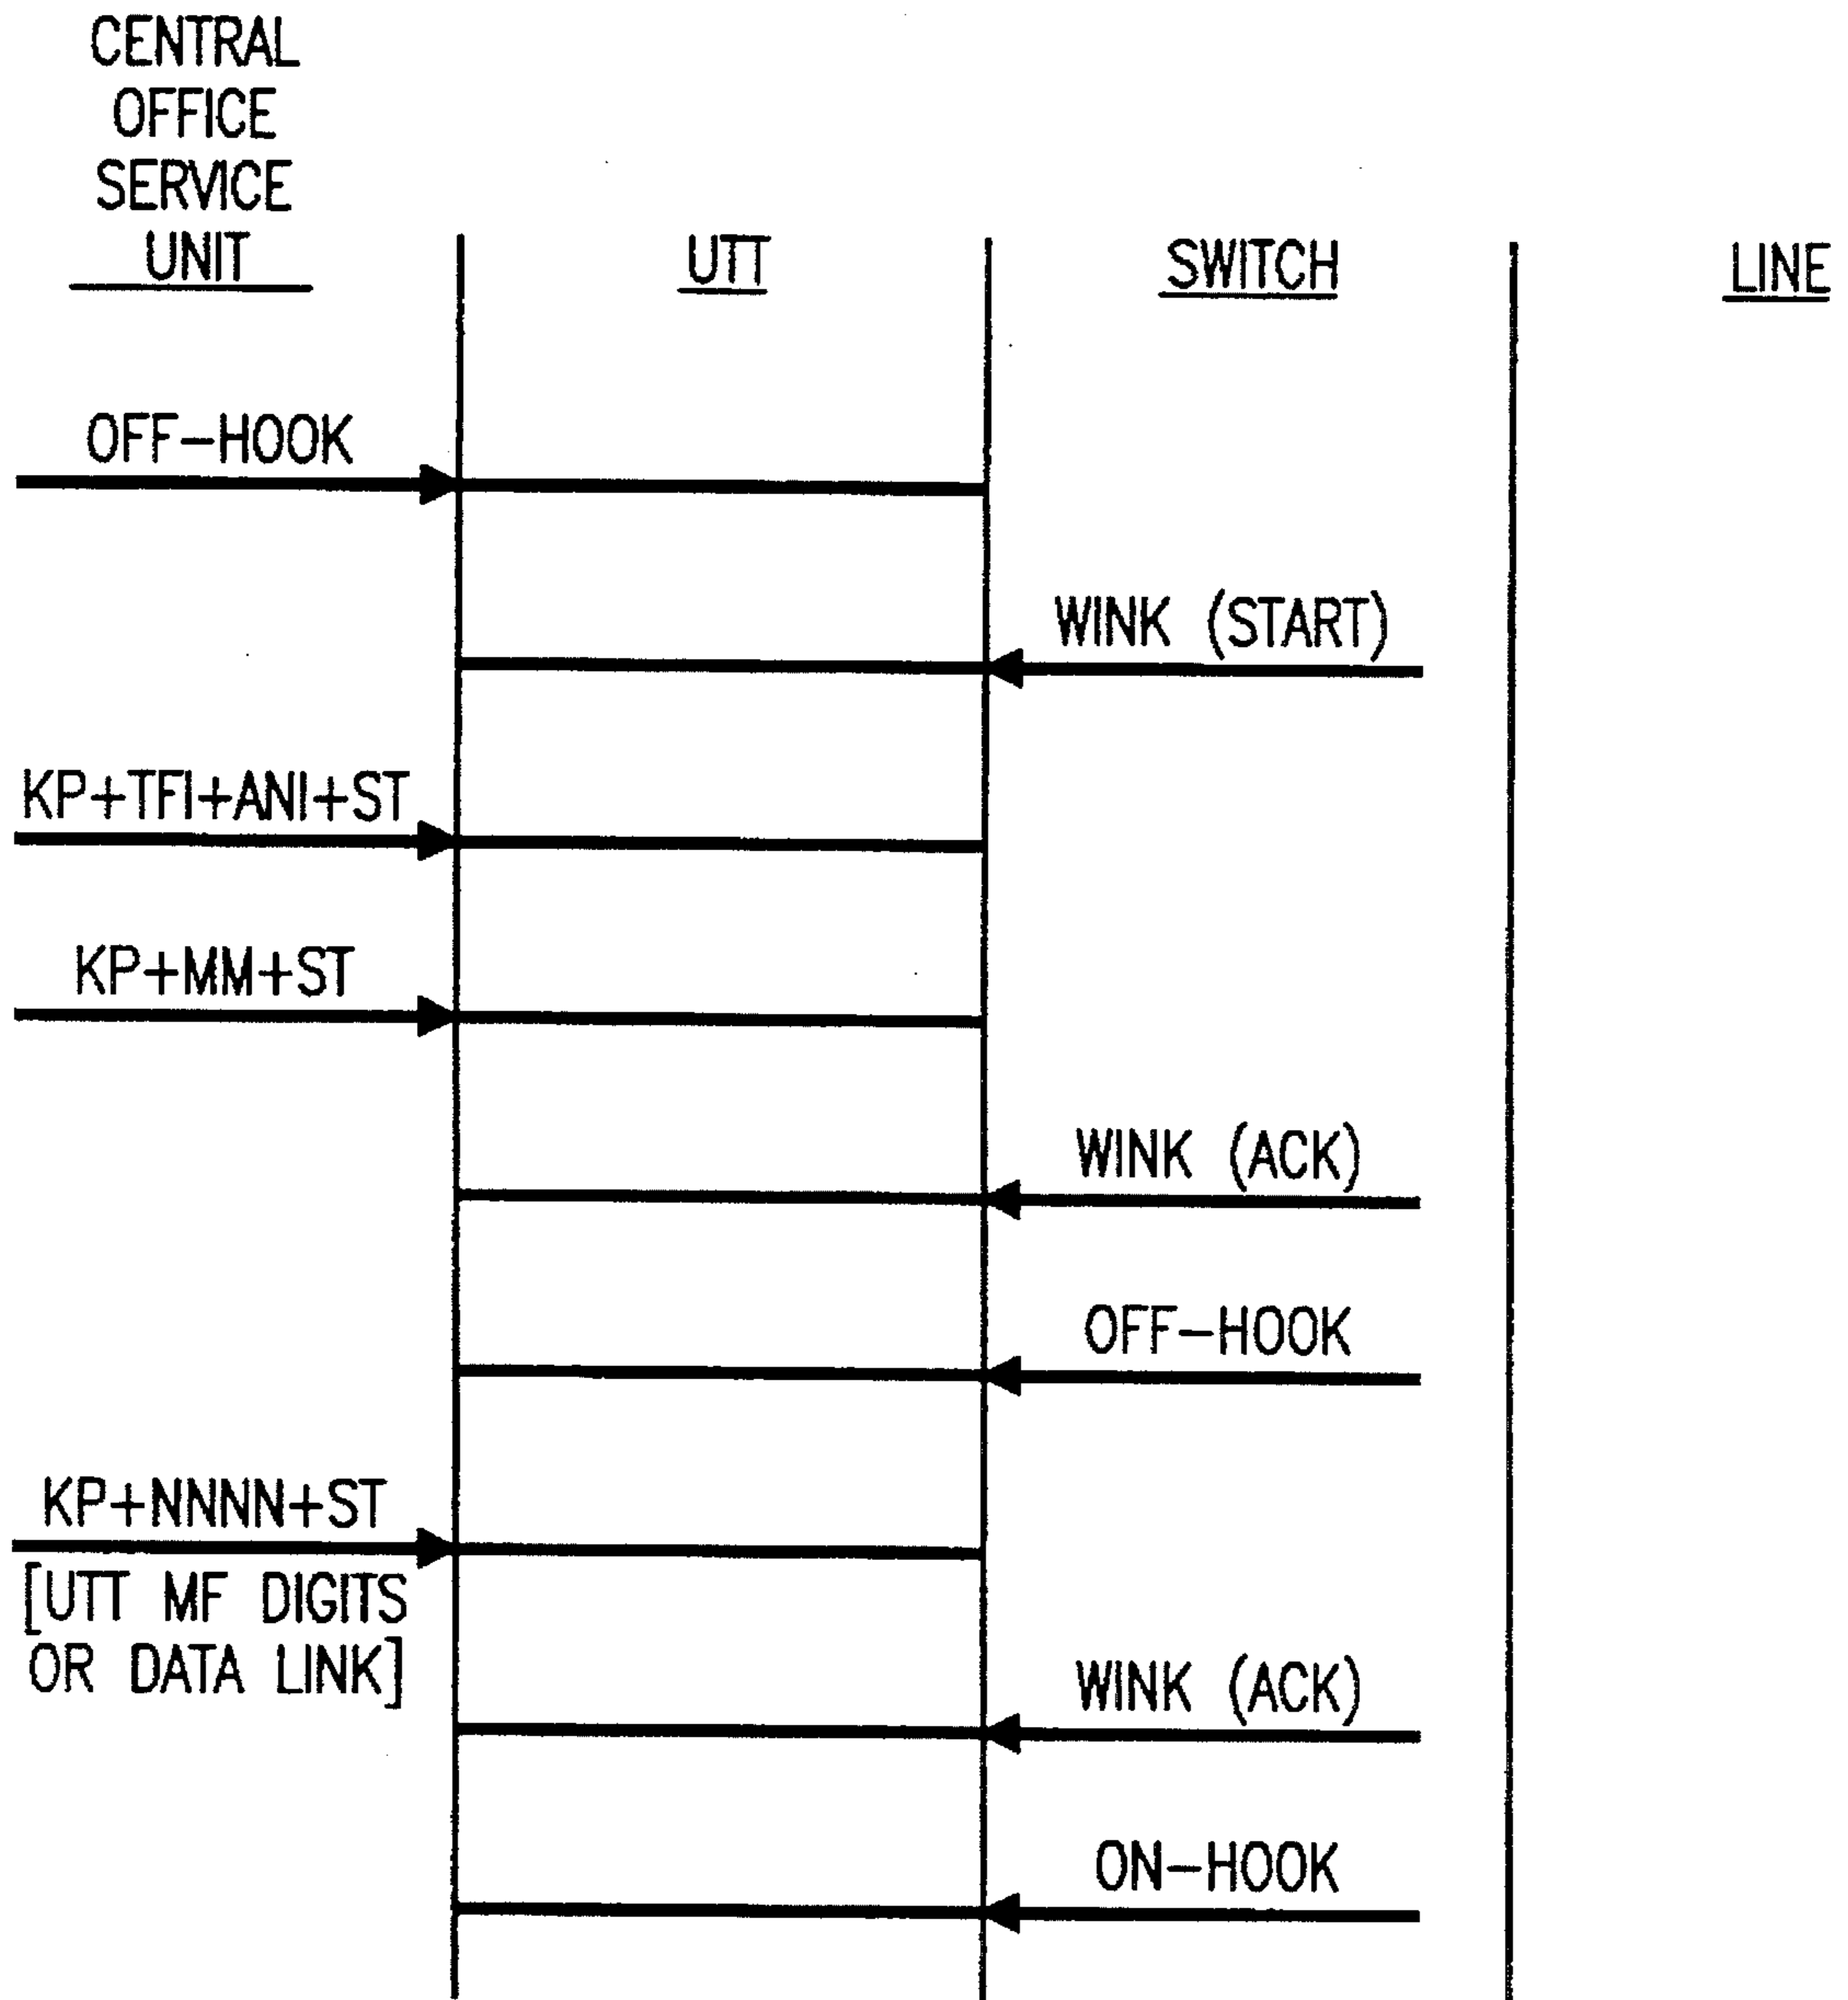 CENTRAL
OFFICE
SERVICE
UNIT
UTT
SWITCH
LINE
OFF-HOOK
WINK (START)
KP+TFI+ANI+ST
KP+MM+ST
WINK (ACK)
OFF-HOOK
KP+NNNN+ST
[UTT MF DIGITS
OR DATA LINK]
WINK (ACK)
ON-HOOK